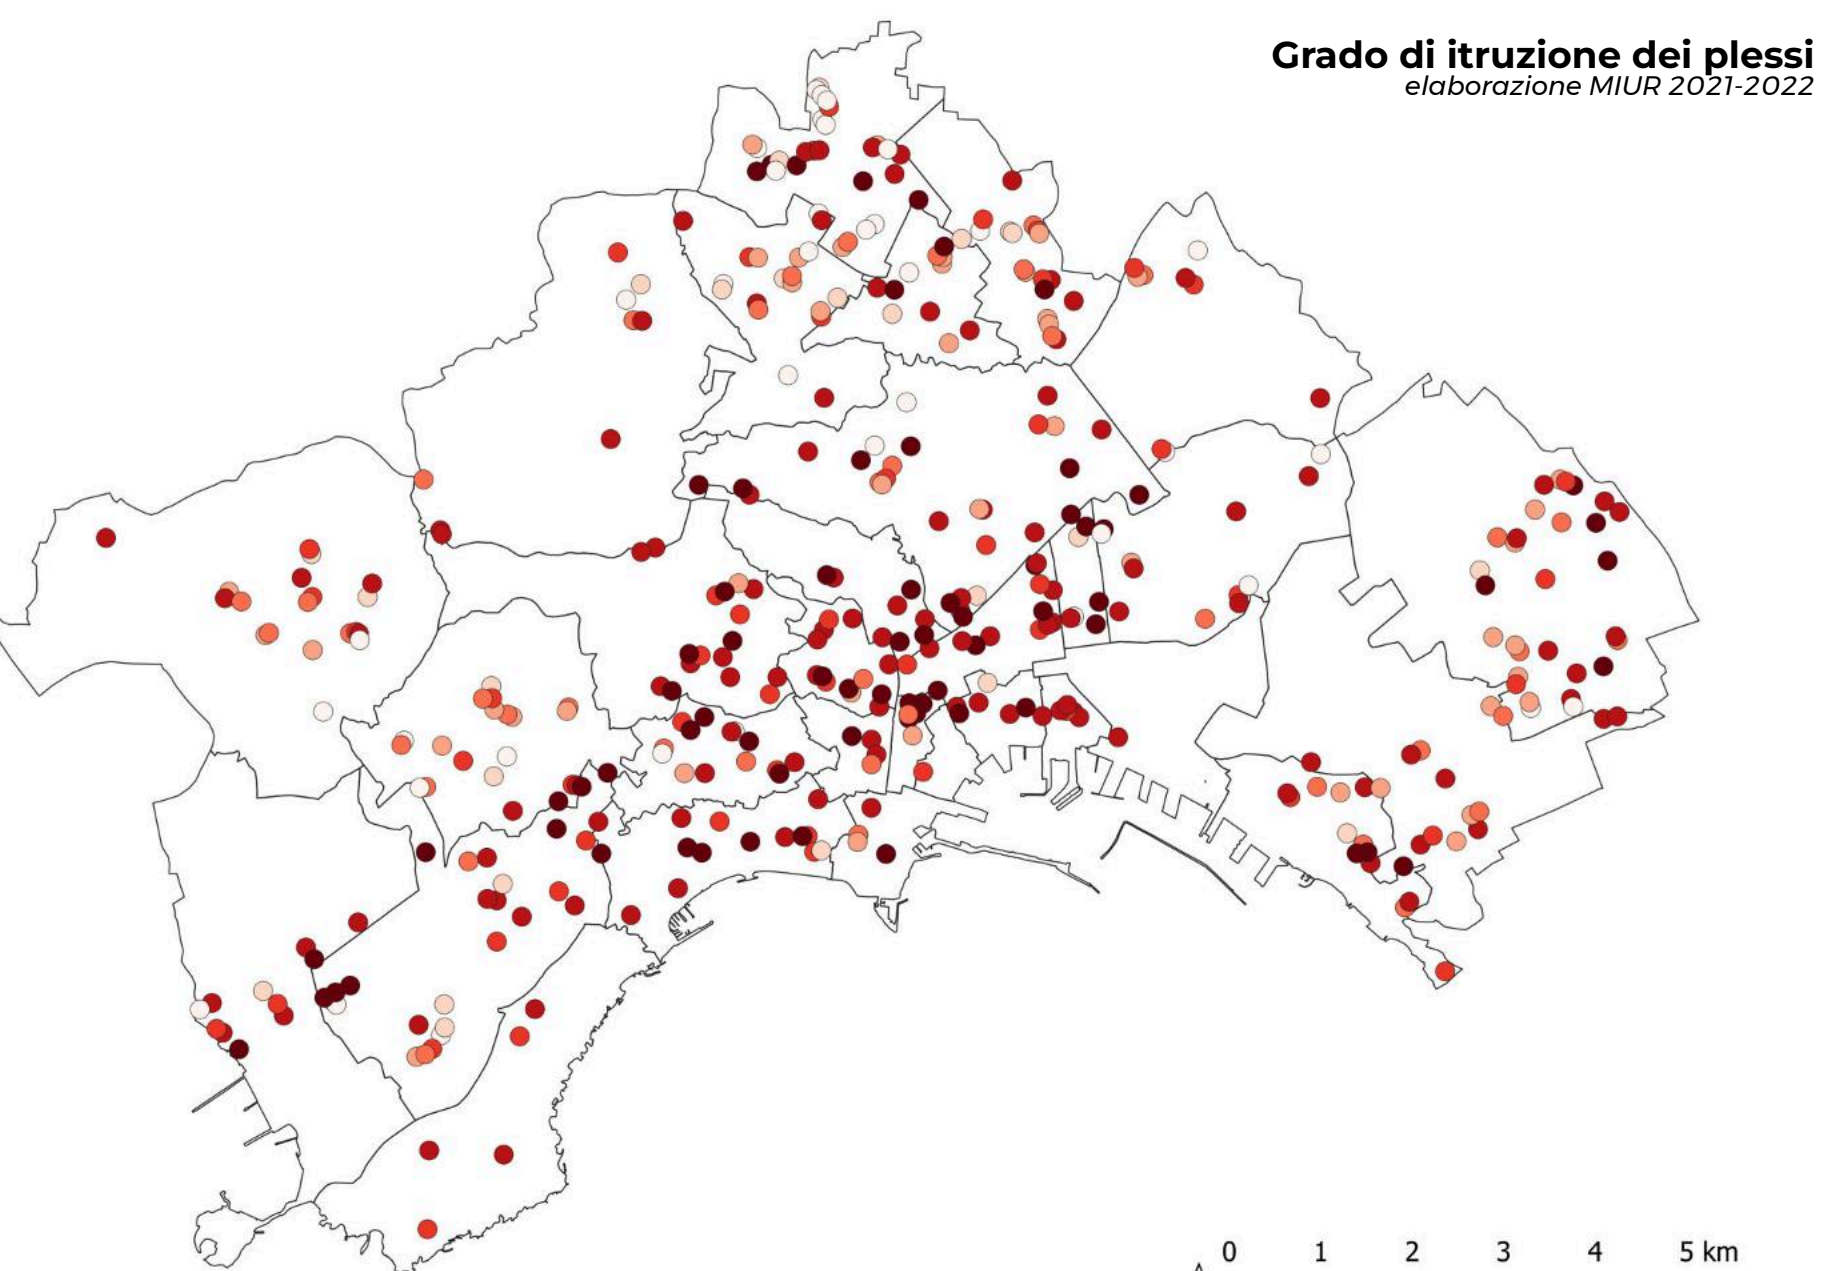 Grado di itruzione dei plessi
elaborazione MIUR 2021-2022
0 1 2 3 4 5 km